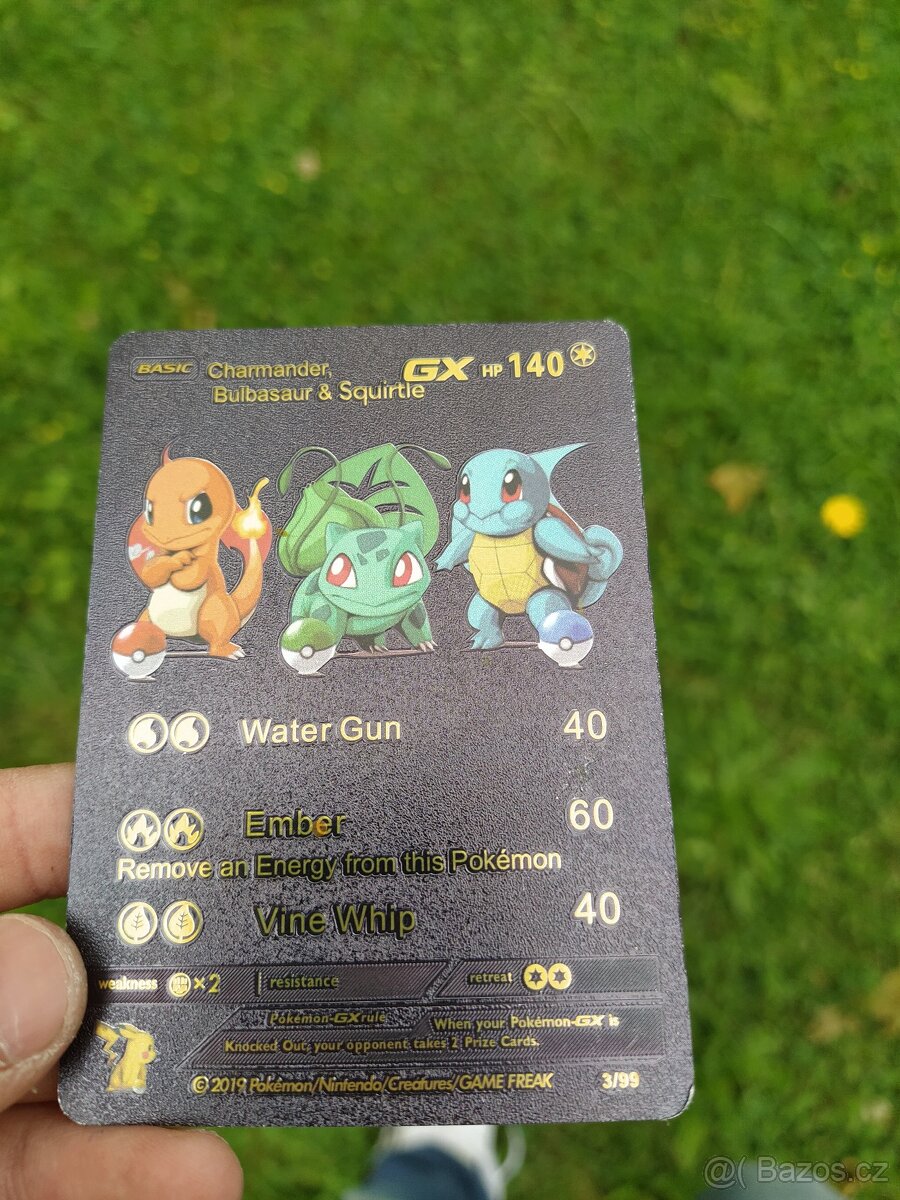 BASIC Charmander, GX HP 140
Bulbasaur & Squirtle
Water Gun 40
Ember 60
Remove an Energy from this Pokémon
Vine Whip 40
weakness ×2 resistance retreat
Pokémon-GX rule When your Pokémon-GX is
Knocked Out, your opponent takes 2 Prize Cards.
© 2019 Pokémon/Nintendo/Creatures/GAME FREAK 3/99
@( Bazos.cz